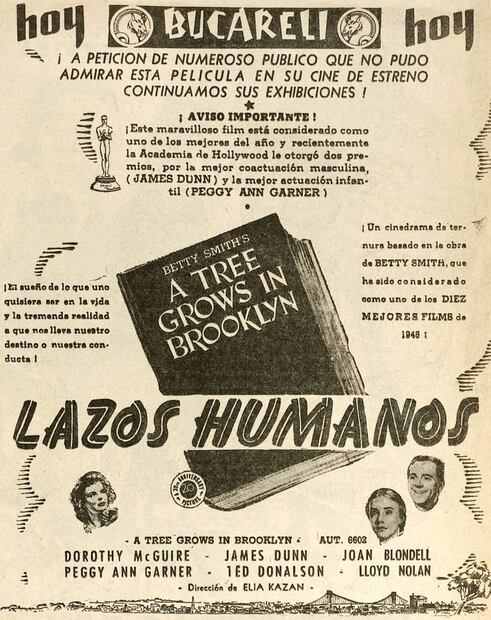 hoy BUCARELI hoy
¡ A PETICION DE NUMEROSO PUBLICO QUE NO PUDO
ADMIRAR ESTA PELICULA EN SU CINE DE ESTRENO
CONTINUAMOS SUS EXHIBICIONES !
¡ AVISO IMPORTANTE !
¡Este maravilloso film está considerado como
uno de los mejores del año y recientemente
la Academia de Hollywood le otorgó dos pre-
mios, por la mejor coactuación masculina,
(JAMES DUNN) y la mejor actuación infan-
til (PEGGY ANN GARNER)
¡El sueño de lo que uno
quisiera ser en la vida
y la tremenda realidad
a que nos lleva nuestro
destino o nuestra con-
ducta !
BETTY SMITH'S
A TREE
GROWS IN
BROOKLYN
¡Un cinedrama de ter-
nura basado en la obra
de BETTY SMITH, que
ha sido considerado
como uno de los DIEZ
MEJORES FILMS de
1945 !
LAZOS HUMANOS
ANNIVERSARY
20
PICTURE
- A TREE GROWS IN BROOKLYN - AUT. 6602
DOROTHY McGUIRE - JAMES DUNN - JOAN BLONDELL
PEGGY ANN GARNER - TED DONALSON - LLOYD NOLAN
- Dirección de ELIA KAZAN -